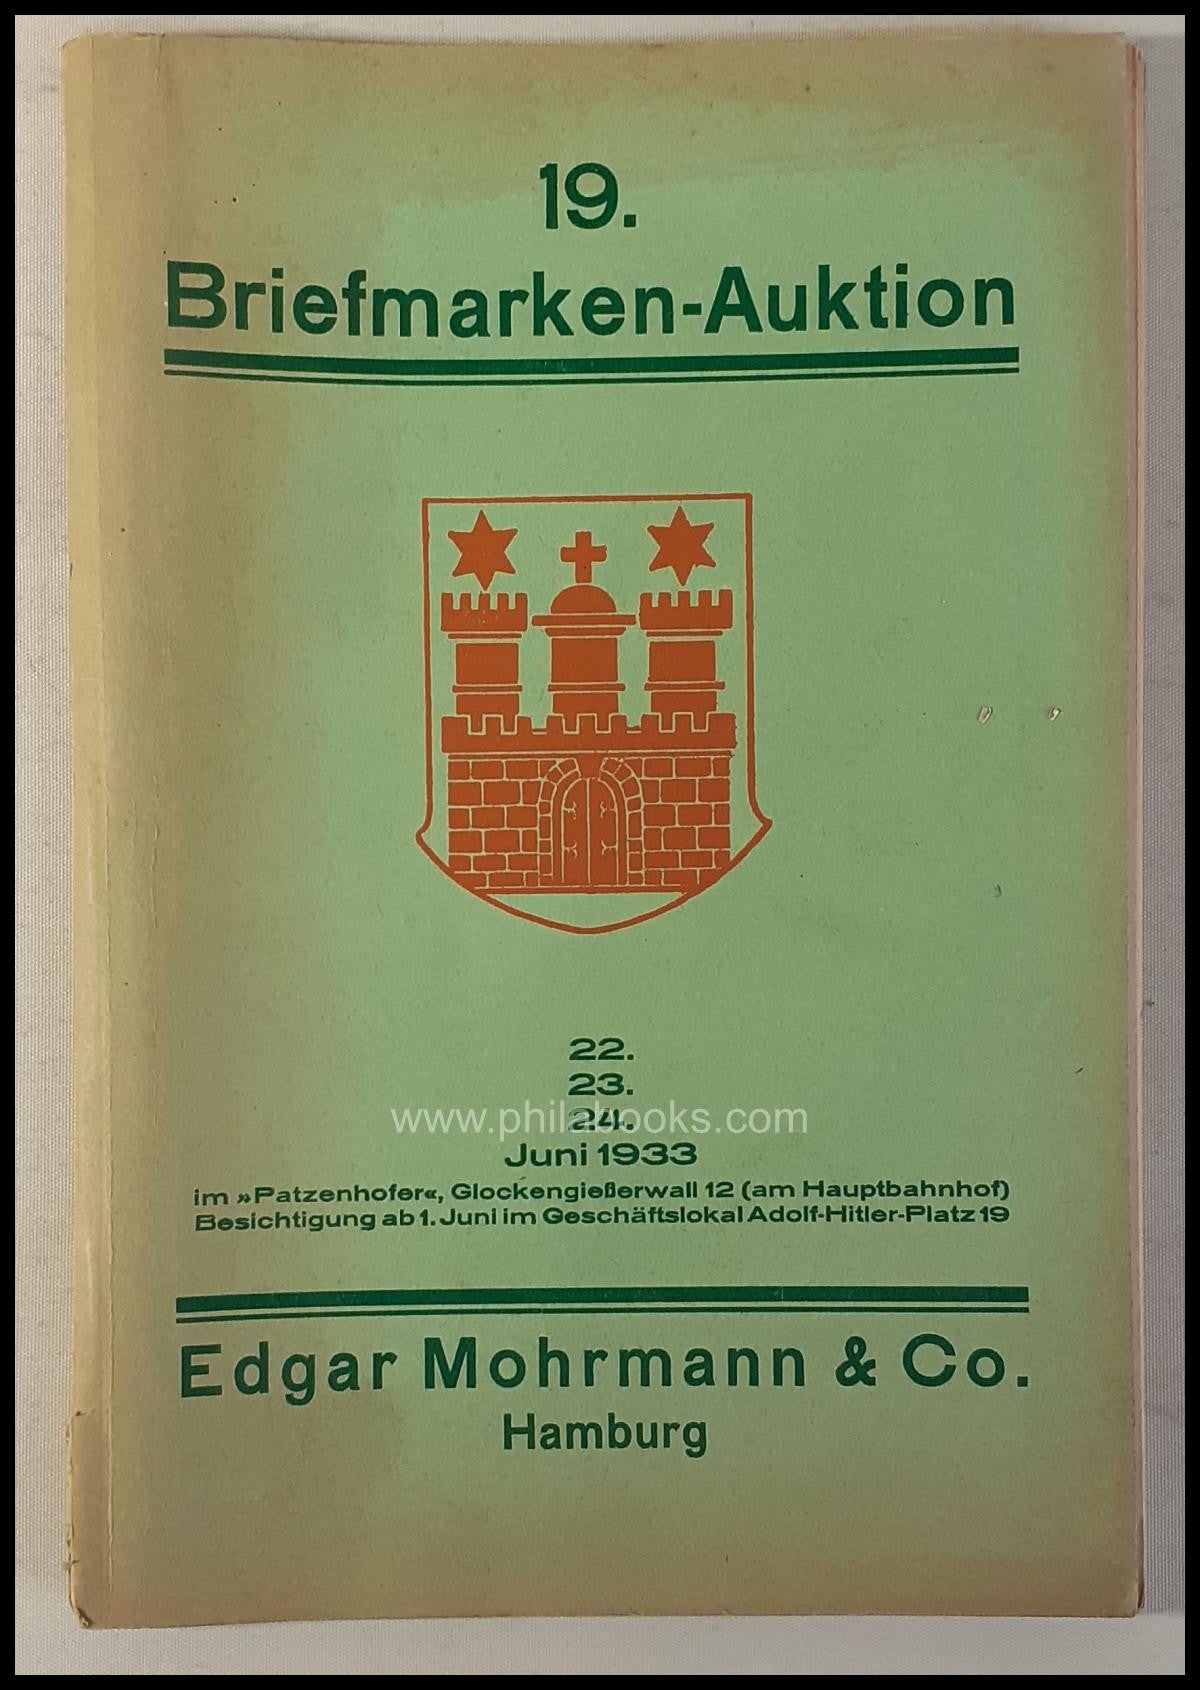 19.
Briefmarken-Auktion
22.
23.
24.
www.philabooks.com
Juni 1933
im »Patzenhofer«, Glockengießerwall 12 (am Hauptbahnhof)
Besichtigung ab 1. Juni im Geschäftslokal Adolf-Hitler-Platz 19
Edgar Mohrmann & Co.
Hamburg